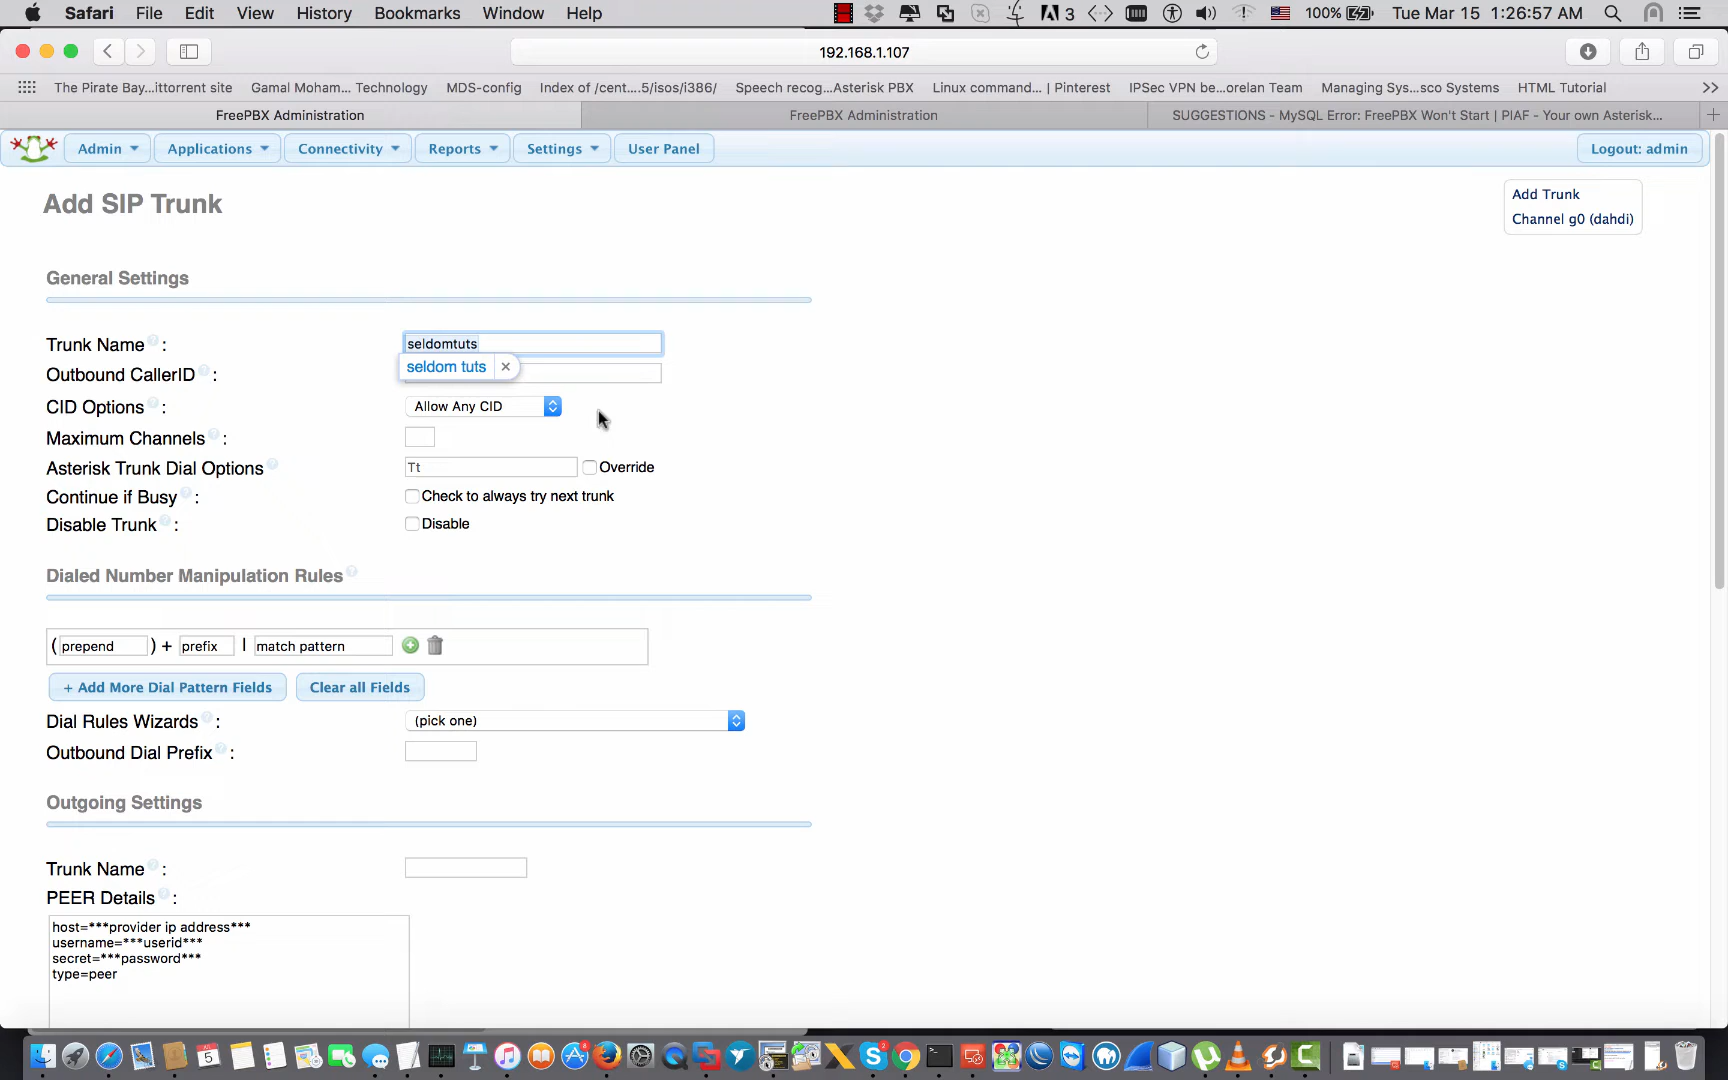 Safari File Edit View History Bookmarks Window Help 3 100% Tue Mar 15 1:26:57 AM
192.168.1.107
The Pirate Bay...ittorrent site Gamal Moham... Technology MDS-config Index of /cent....5/isos/i386/ Speech recog...Asterisk PBX Linux command... | Pinterest IPSec VPN be...orelan Team Managing Sys...sco Systems HTML Tutorial >>
FreePBX Administration FreePBX Administration SUGGESTIONS - MySQL Error: FreePBX Won't Start | PIAF - Your own Asterisk... +
Admin Applications Connectivity Reports Settings User Panel Logout: admin
Add SIP Trunk
Add Trunk
Channel g0 (dahdi)
General Settings
Trunk Name : seldomtuts
seldom tuts ×
Outbound CallerID :
CID Options : Allow Any CID
Maximum Channels :
Asterisk Trunk Dial Options Tt Override
Continue if Busy : Check to always try next trunk
Disable Trunk : Disable
Dialed Number Manipulation Rules
( prepend ) + prefix | match pattern
+ Add More Dial Pattern Fields Clear all Fields
Dial Rules Wizards : (pick one)
Outbound Dial Prefix :
Outgoing Settings
Trunk Name :
PEER Details :
host=***provider ip address***
username=***userid***
secret=***password***
type=peer